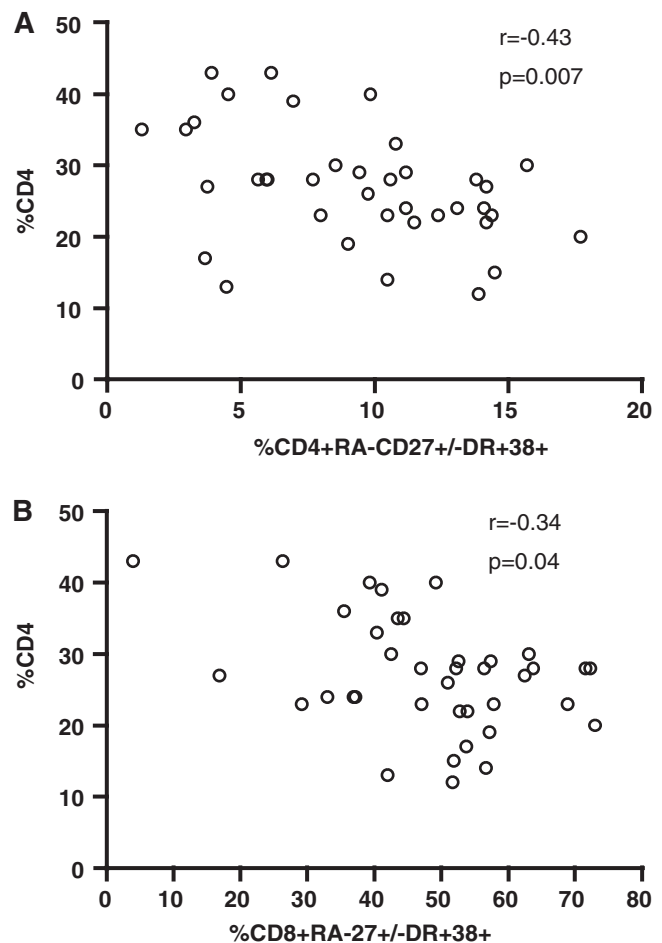 A
50
40
30
20
10
0
%CD4
r=-0.43
p=0.007
0 5 10 15 20
%CD4+RA-CD27+/-DR+38+
B
50
40
30
20
10
0
%CD4
r=-0.34
p=0.04
0 10 20 30 40 50 60 70 80
%CD8+RA-27+/-DR+38+